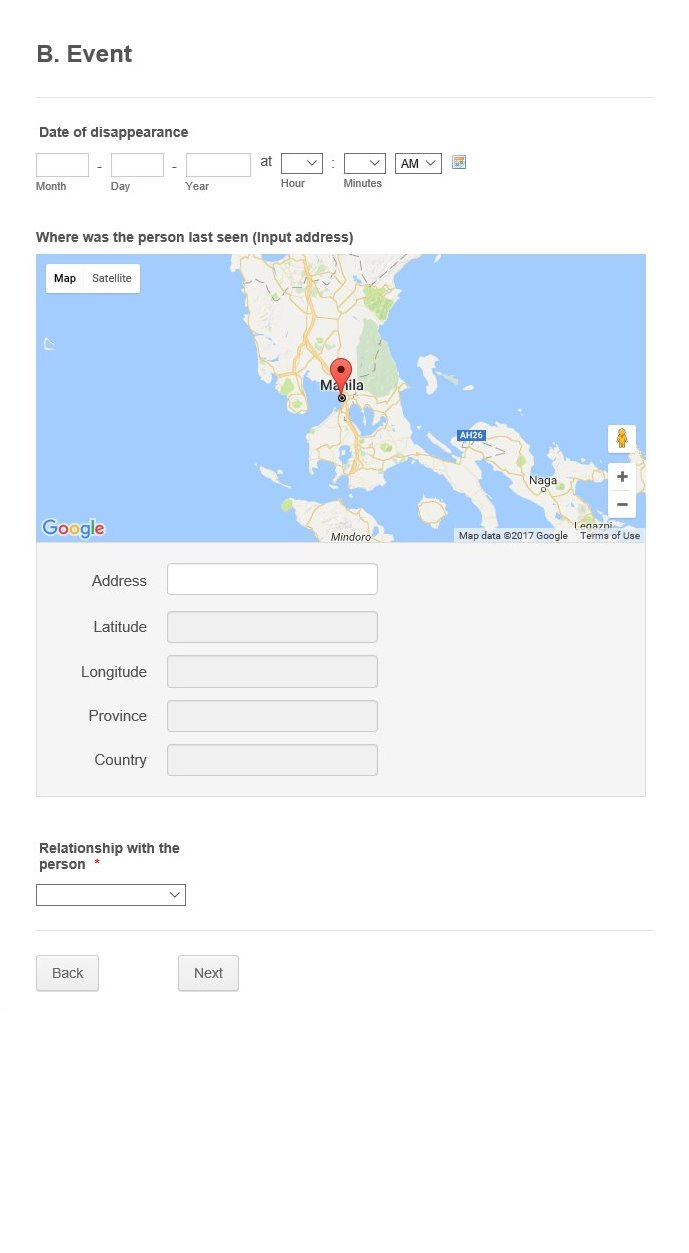 B. Event
Date of disappearance
- - at : AM
Month Day Year Hour Minutes
Where was the person last seen (Input address)
Map Satellite
Manila
AH26
Naga
Legazpi
Google
Mindoro
Map data ©2017 Google Terms of Use
Address
Latitude
Longitude
Province
Country
Relationship with the
person *
Back Next